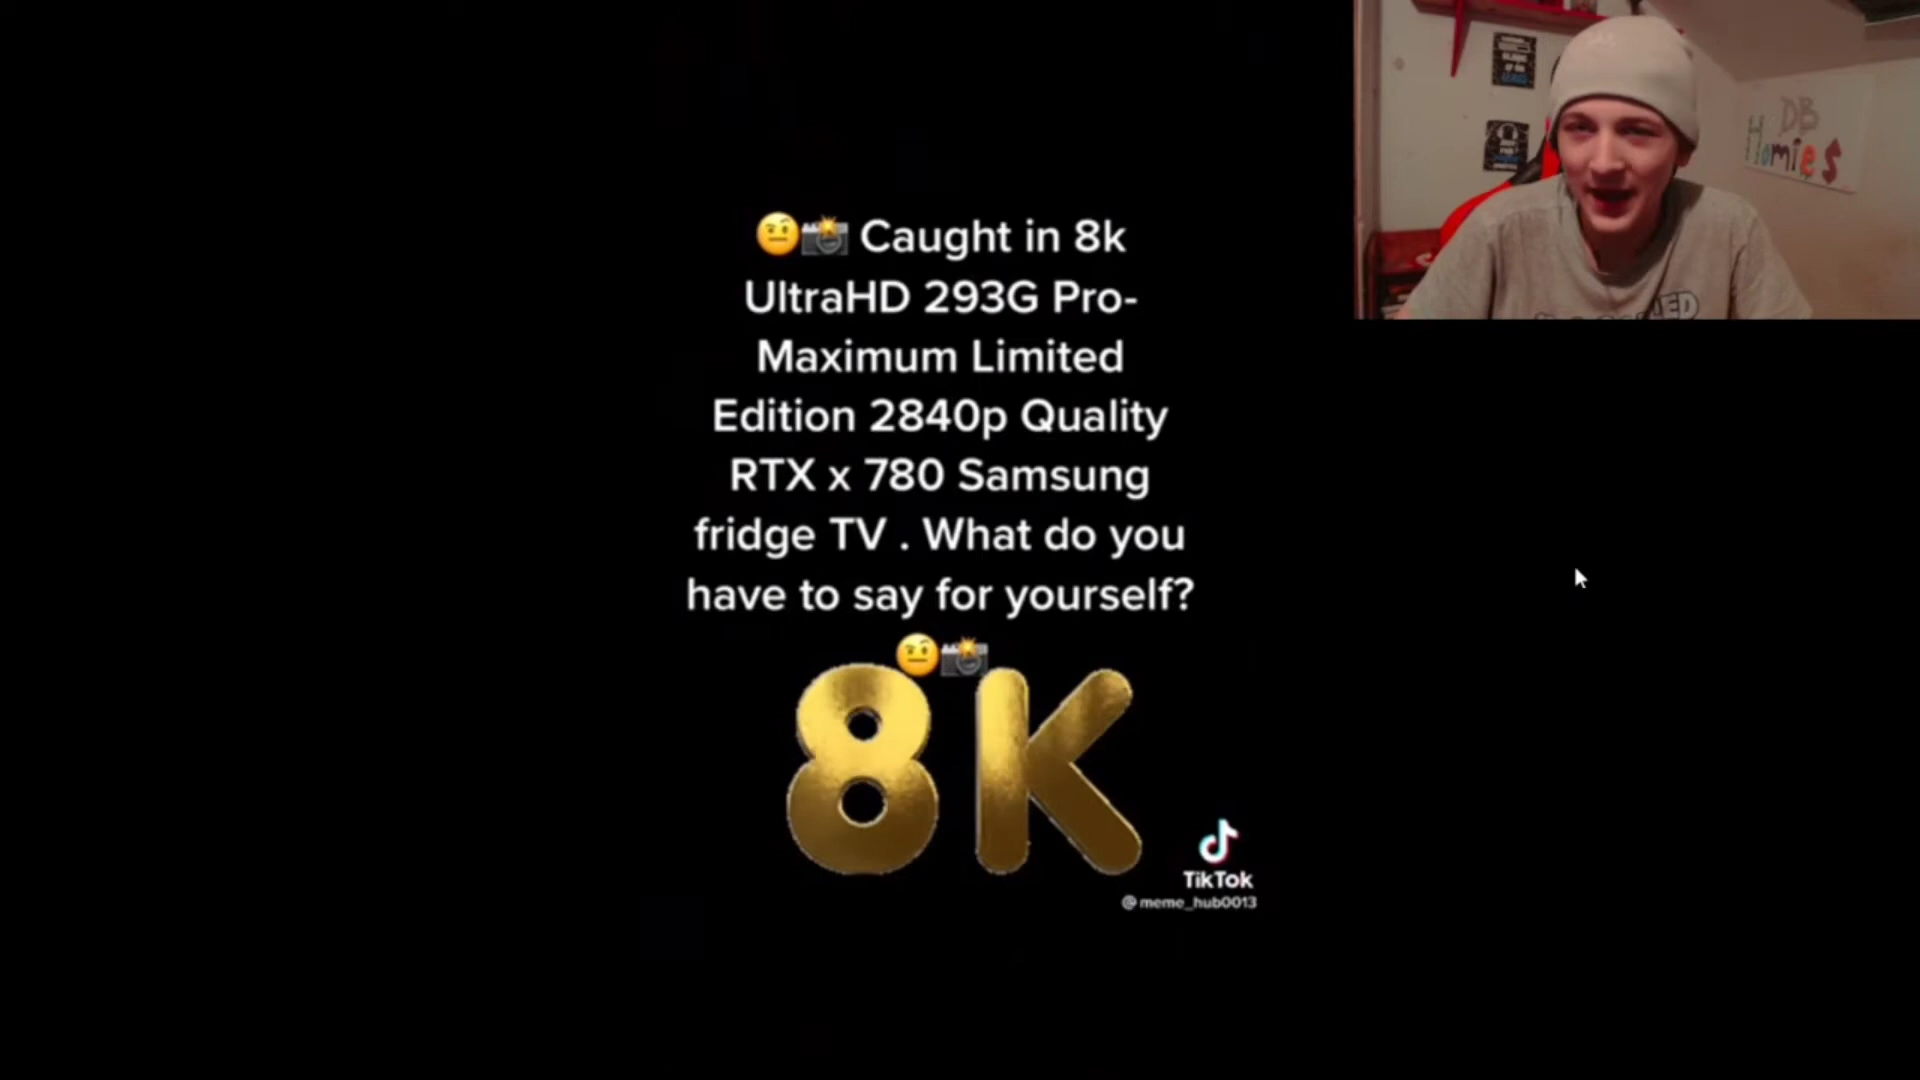 🤨📸 Caught in 8k
UltraHD 293G Pro-
Maximum Limited
Edition 2840p Quality
RTX x 780 Samsung
fridge TV . What do you
have to say for yourself?
🤨📸
8K
TikTok
@meme_hub0013
DB
Homies